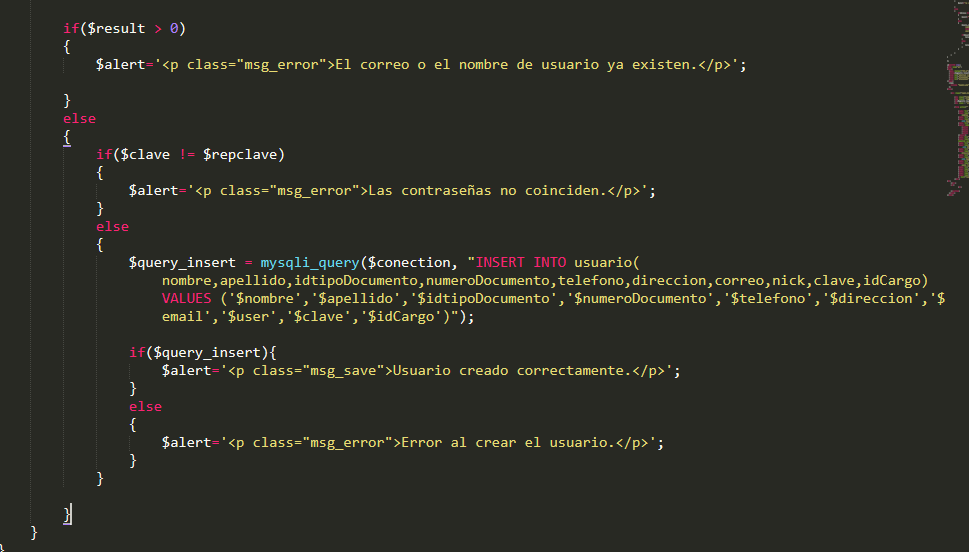 if($result > 0)
{
$alert='<p class="msg_error">El correo o el nombre de usuario ya existen.</p>';
}
else
{
if($clave != $repclave)
{
$alert='<p class="msg_error">Las contraseñas no coinciden.</p>';
}
else
{
$query_insert = mysqli_query($conection, "INSERT INTO usuario(
nombre,apellido,idtipoDocumento,numeroDocumento,telefono,direccion,correo,nick,clave,idCargo)
VALUES ('$nombre','$apellido','$idtipoDocumento','$numeroDocumento','$telefono','$direccion','$
email','$user','$clave','$idCargo')");
if($query_insert){
$alert='<p class="msg_save">Usuario creado correctamente.</p>';
}
else
{
$alert='<p class="msg_error">Error al crear el usuario.</p>';
}
}
}
}
}